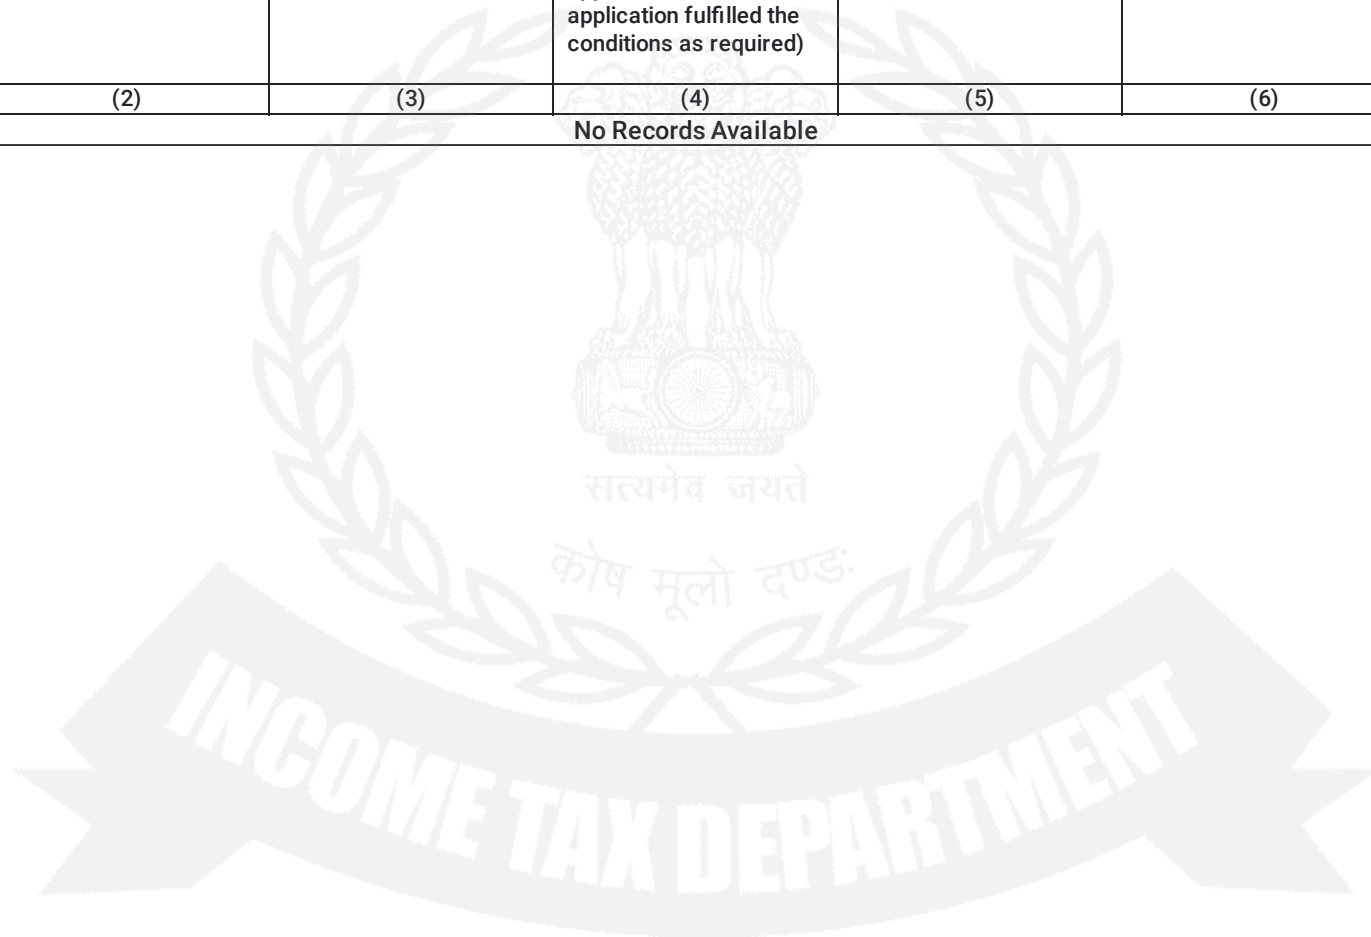 application fulfilled the
conditions as required)
(2) (3) (4) (5) (6)
No Records Available
सत्यमेव जयते
कोष मूलो दण्डः
INCOME TAX DEPARTMENT